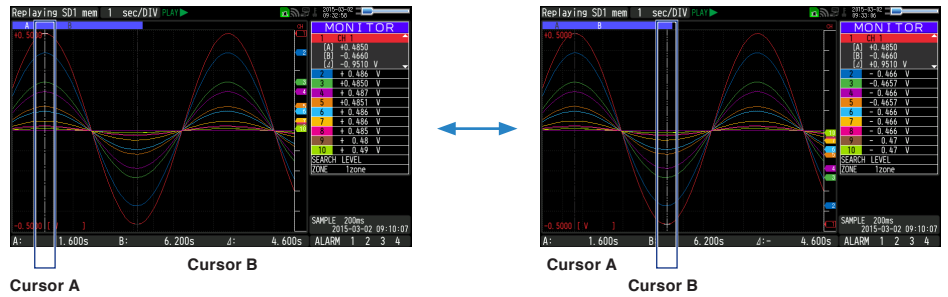 Replaying SD1 mem 1 sec/DIV PLAY
2015-03-02
09:32:58
A
+0.5000
CH
MONITOR
1 CH 1
[A] +0.4850
[B] -0.4660
[⊿] -0.9510 V
2 + 0.486 V
3 +0.4850 V
4 + 0.487 V
5 +0.4851 V
6 + 0.486 V
7 + 0.486 V
8 + 0.485 V
9 + 0.48 V
10 + 0.49 V
SEARCH LEVEL
ZONE 1zone
SAMPLE 200ms
2015-03-02 09:10:07
-0.5000 [ V ]
A: 1.600s B: 6.200s ⊿: 4.600s ALARM 1 2 3 4
Cursor B
Cursor A
Replaying SD1 mem 1 sec/DIV PLAY
2015-03-02
09:33:06
A B
+0.5000
CH
MONITOR
1 CH 1
[A] +0.4850
[B] -0.4660
[⊿] +0.9510 V
2 - 0.466 V
3 -0.4657 V
4 - 0.466 V
5 -0.4657 V
6 - 0.466 V
7 - 0.466 V
8 - 0.466 V
9 - 0.47 V
10 - 0.47 V
SEARCH LEVEL
ZONE 1zone
SAMPLE 200ms
2015-03-02 09:10:07
-0.5000 [ V ]
A: 1.600s B: 6.200s ⊿:- 4.600s ALARM 1 2 3 4
Cursor A
Cursor B